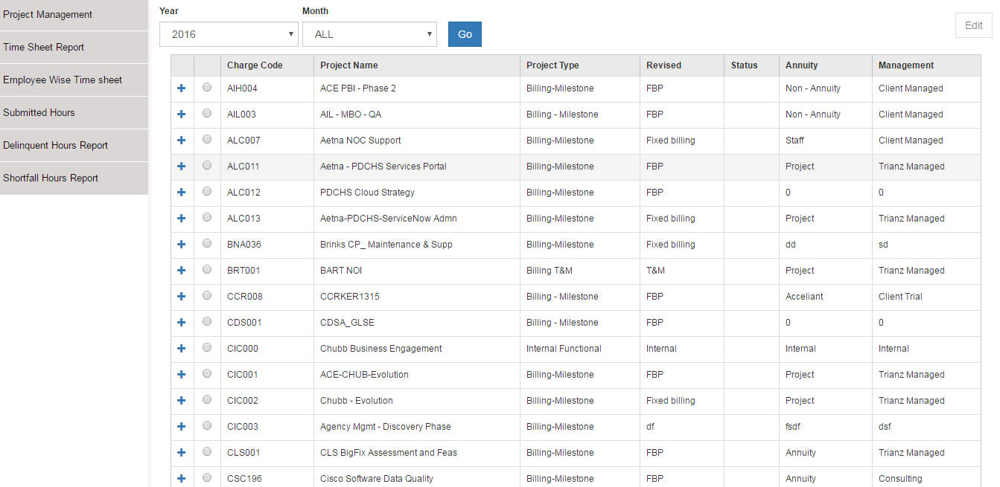 Project Management
Time Sheet Report
Employee Wise Time sheet
Submitted Hours
Delinquent Hours Report
Shortfall Hours Report
Year Month
2016 ALL Go Edit
Charge Code Project Name Project Type Revised Status Annuity Management
AIH004 ACE PBI - Phase 2 Billing-Milestone FBP Non - Annuity Client Managed
AIL003 AIL - MBO - QA Billing - Milestone FBP Non - Annuity Client Managed
ALC007 Aetna NOC Support Billing-Milestone Fixed billing Staff Client Managed
ALC011 Aetna - PDCHS Services Portal Billing-Milestone FBP Project Trianz Managed
ALC012 PDCHS Cloud Strategy Billing-Milestone FBP 0 0
ALC013 Aetna-PDCHS-ServiceNow Admn Billing-Milestone Fixed billing Project Trianz Managed
BNA036 Brinks CP_ Maintenance & Supp Billing-Milestone Fixed billing dd sd
BRT001 BART NOI Billing T&M T&M Project Trianz Managed
CCR008 CCRKER1315 Billing - Milestone FBP Acceliant Client Trial
CDS001 CDSA_GLSE Billing - Milestone FBP 0 0
CIC000 Chubb Business Engagement Internal Functional Internal Internal Internal
CIC001 ACE-CHUB-Evolution Billing-Milestone FBP Project Trianz Managed
CIC002 Chubb - Evolution Billing-Milestone Fixed billing Project Trianz Managed
CIC003 Agency Mgmt - Discovery Phase Billing-Milestone df fsdf dsf
CLS001 CLS BigFix Assessment and Feas Billing-Milestone FBP Annuity Trianz Managed
CSC196 Cisco Software Data Quality Billing-Milestone FBP Annuity Consulting